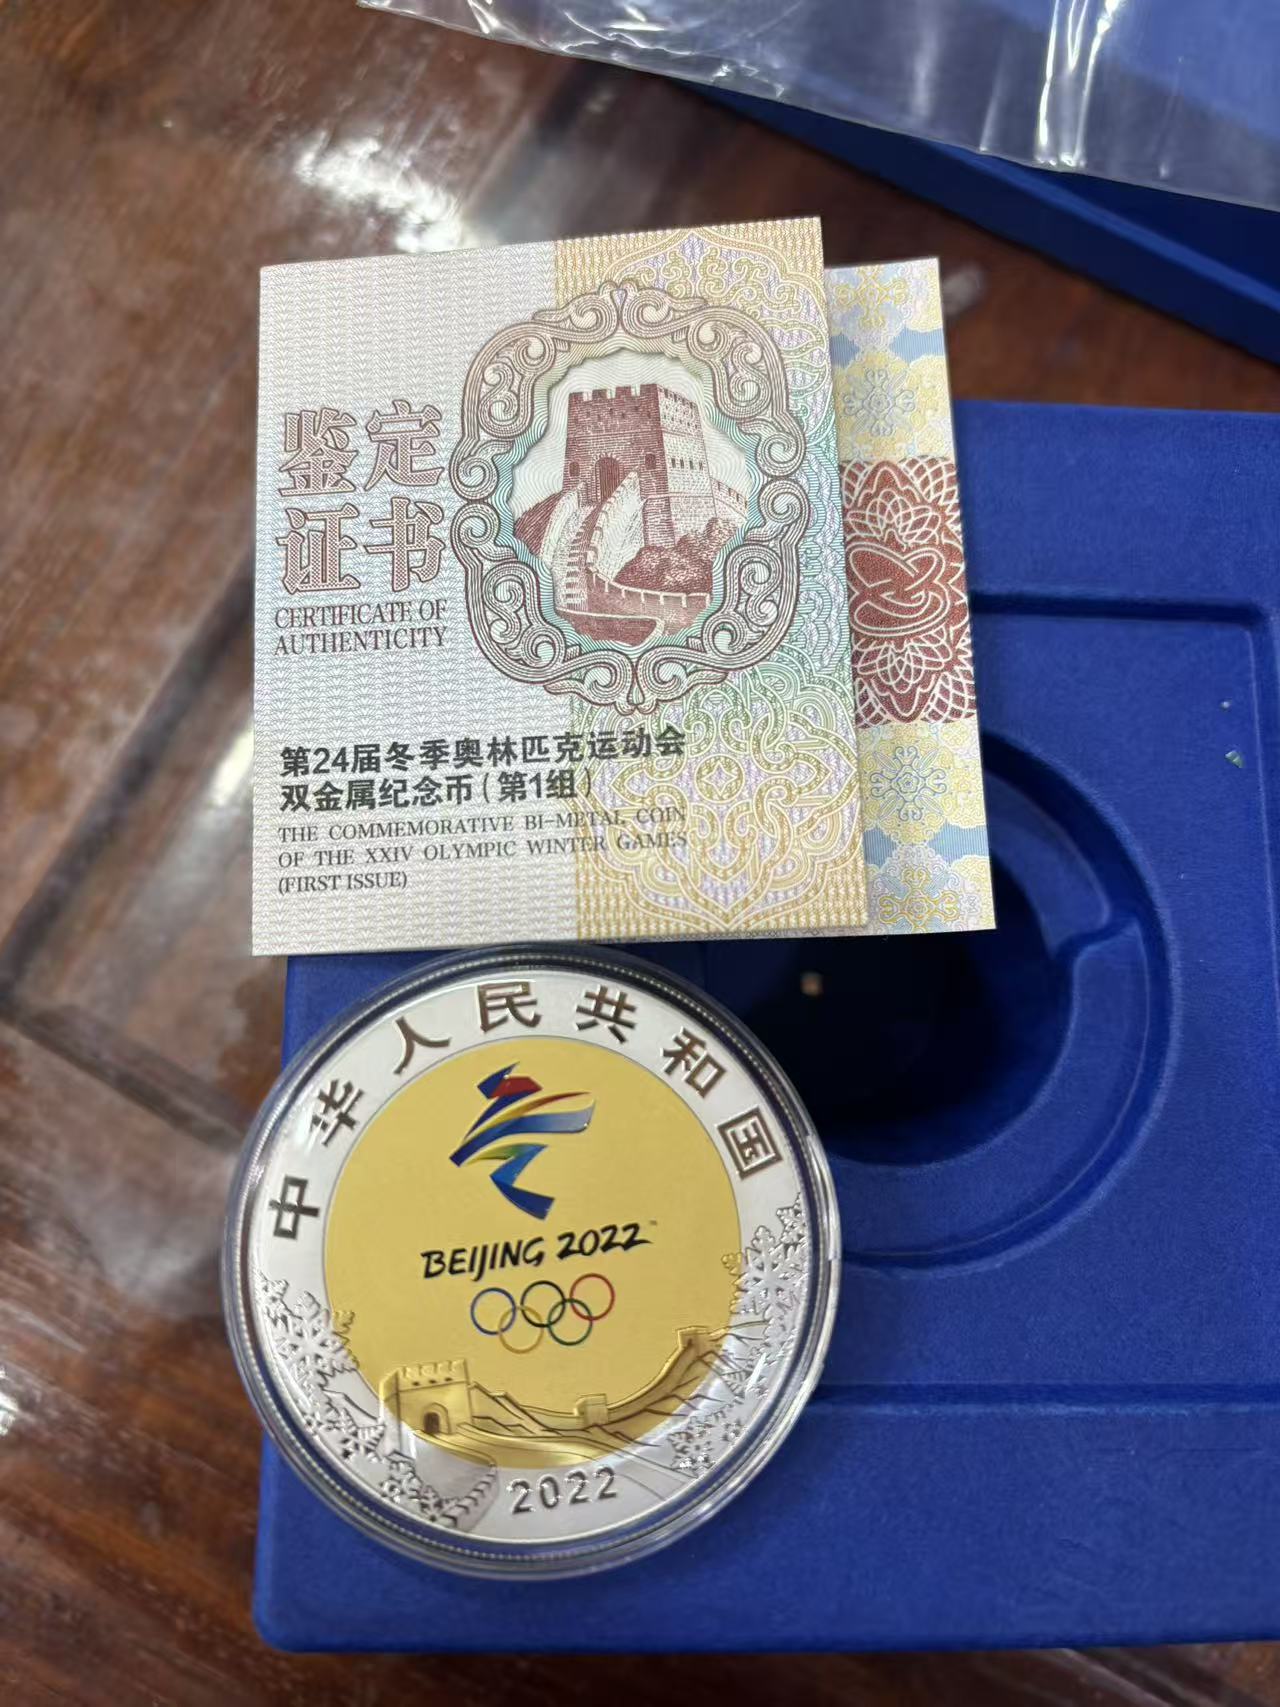 鉴定
证书
CERTIFICATE OF
AUTHENTICITY
第24届冬季奥林匹克运动会
双金属纪念币（第1组）
THE COMMEMORATIVE BI-METAL COIN
OF THE XXIV OLYMPIC WINTER GAMES
(FIRST ISSUE)
中华人民共和国
BEIJING 2022™
2022